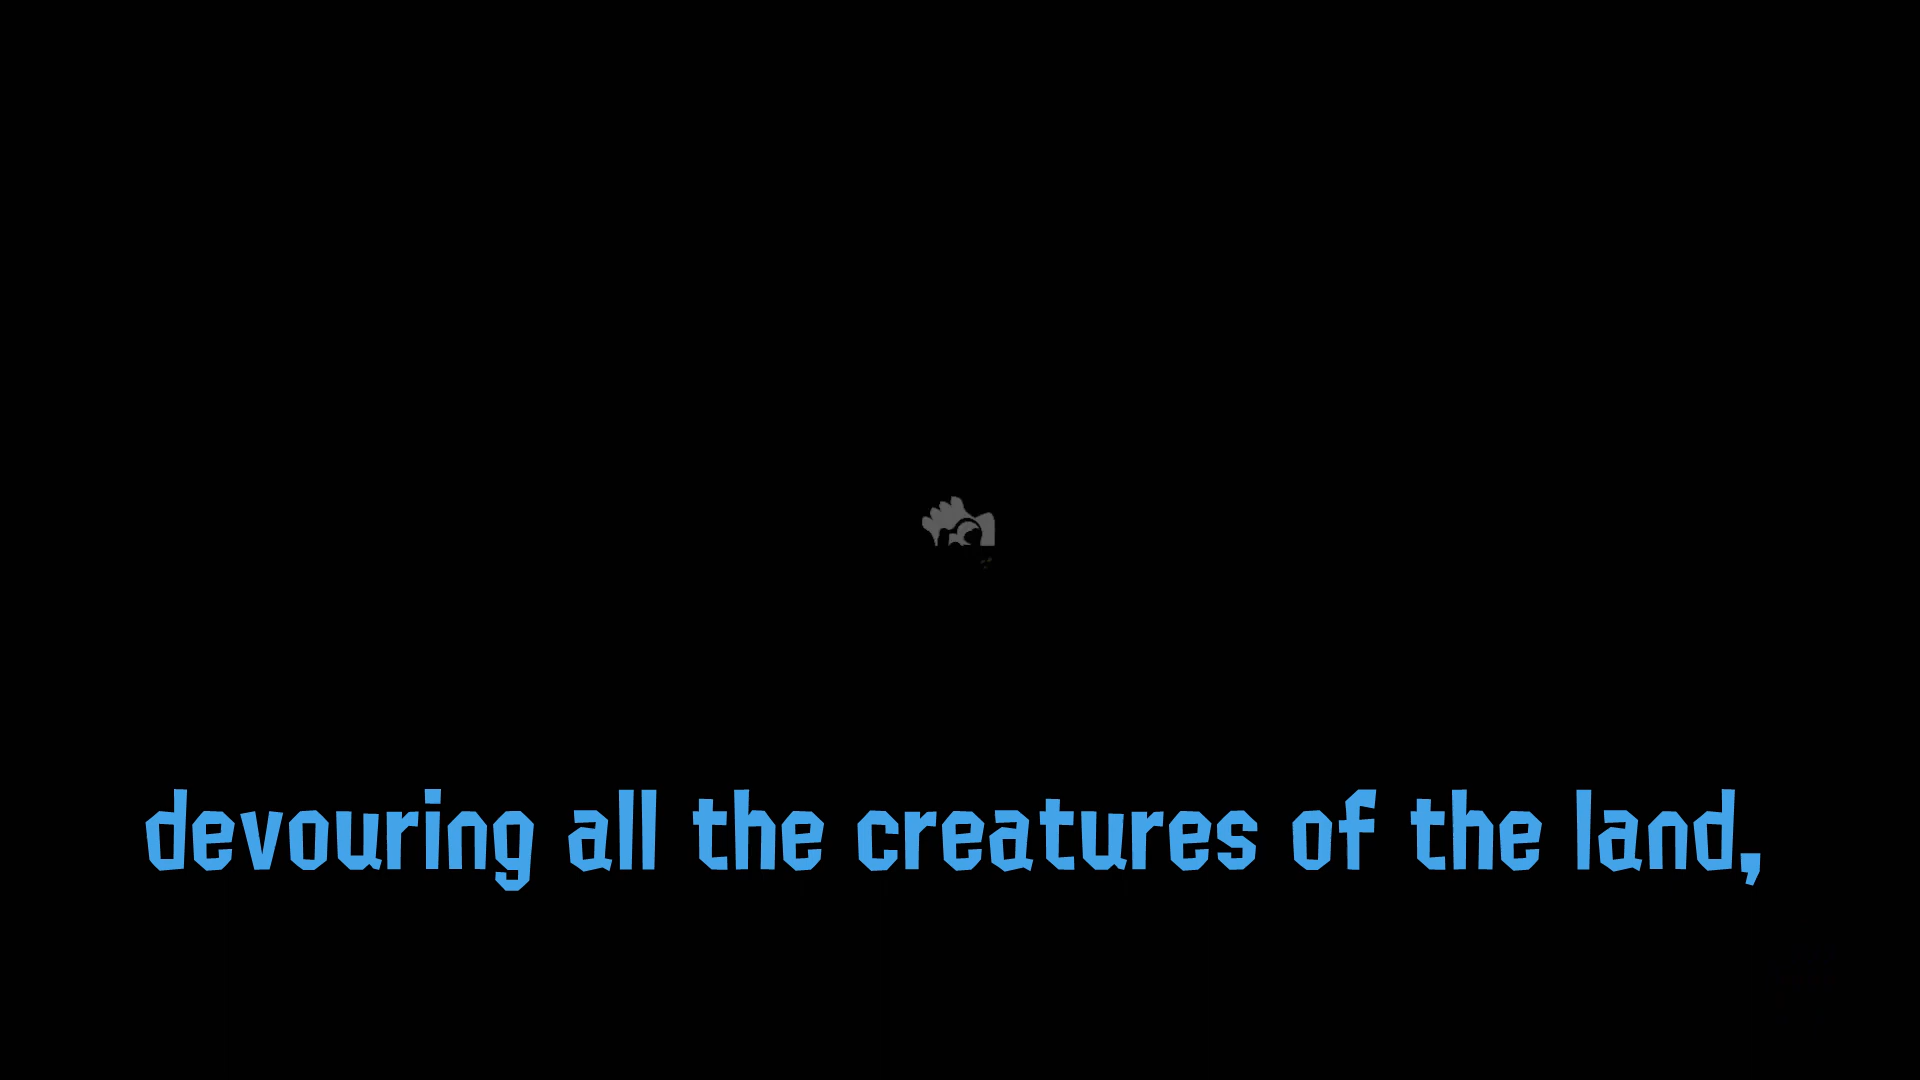 devouring all the creatures of the land,